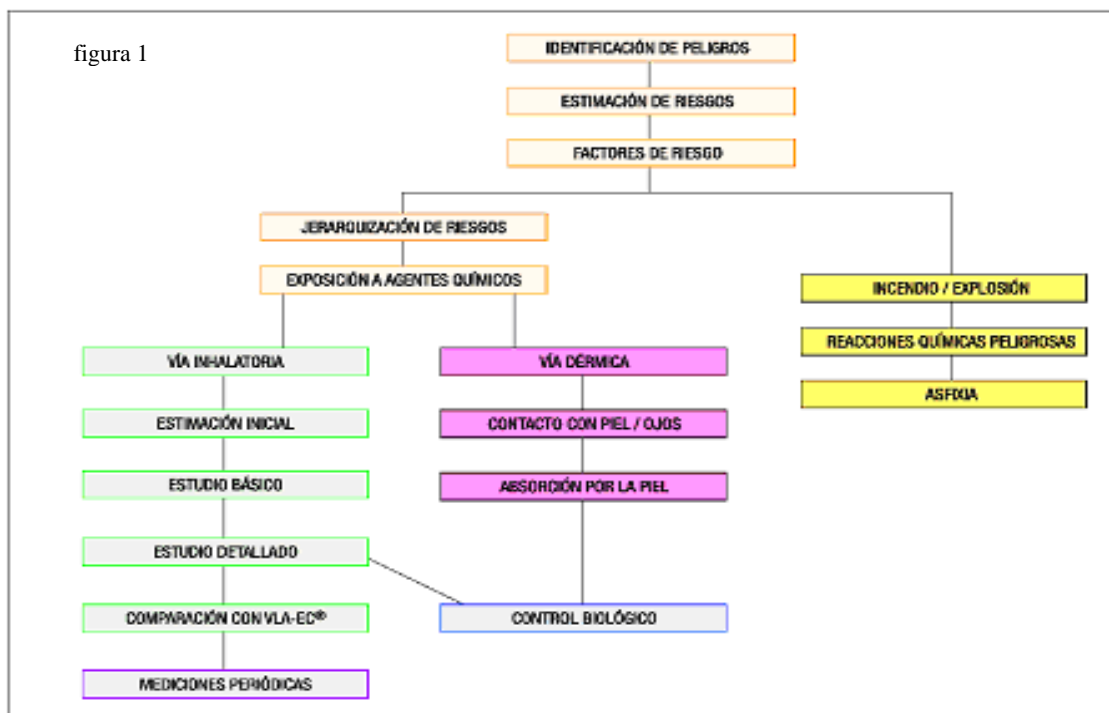 figura 1
IDENTIFICACIÓN DE PELIGROS
ESTIMACIÓN DE RIESGOS
FACTORES DE RIESGO
JERARQUIZACIÓN DE RIESGOS
EXPOSICIÓN A AGENTES QUÍMICOS
INCENDIO / EXPLOSIÓN
REACCIONES QUÍMICAS PELIGROSAS
ASFIXIA
VÍA INHALATORIA
ESTIMACIÓN INICIAL
ESTUDIO BÁSICO
ESTUDIO DETALLADO
COMPARACIÓN CON VLA-EC®
MEDICIONES PERIÓDICAS
VÍA DÉRMICA
CONTACTO CON PIEL / OJOS
ABSORCIÓN POR LA PIEL
CONTROL BIOLÓGICO